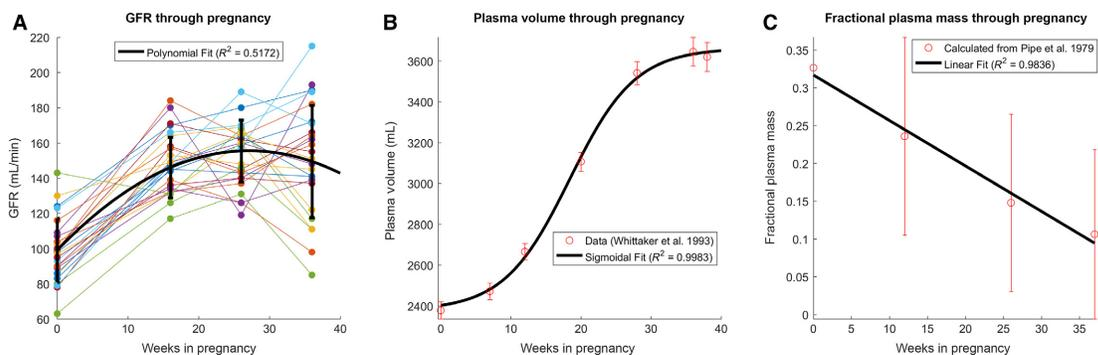 A
GFR through pregnancy
220
200
180
160
140
120
100
80
60
GFR (mL/min)
0
10
20
30
40
Weeks in pregnancy
Polynomial Fit (R² = 0.5172)
B
Plasma volume through pregnancy
3600
3400
3200
3000
2800
2600
2400
Plasma volume (mL)
0
10
20
30
40
Weeks in pregnancy
Data (Whittaker et al. 1993)
Sigmoidal Fit (R² = 0.9983)
C
Fractional plasma mass through pregnancy
0.35
0.3
0.25
0.2
0.15
0.1
0.05
0
Fractional plasma mass
0
5
10
15
20
25
30
35
Weeks in pregnancy
Calculated from Pipe et al. 1979
Linear Fit (R² = 0.9836)